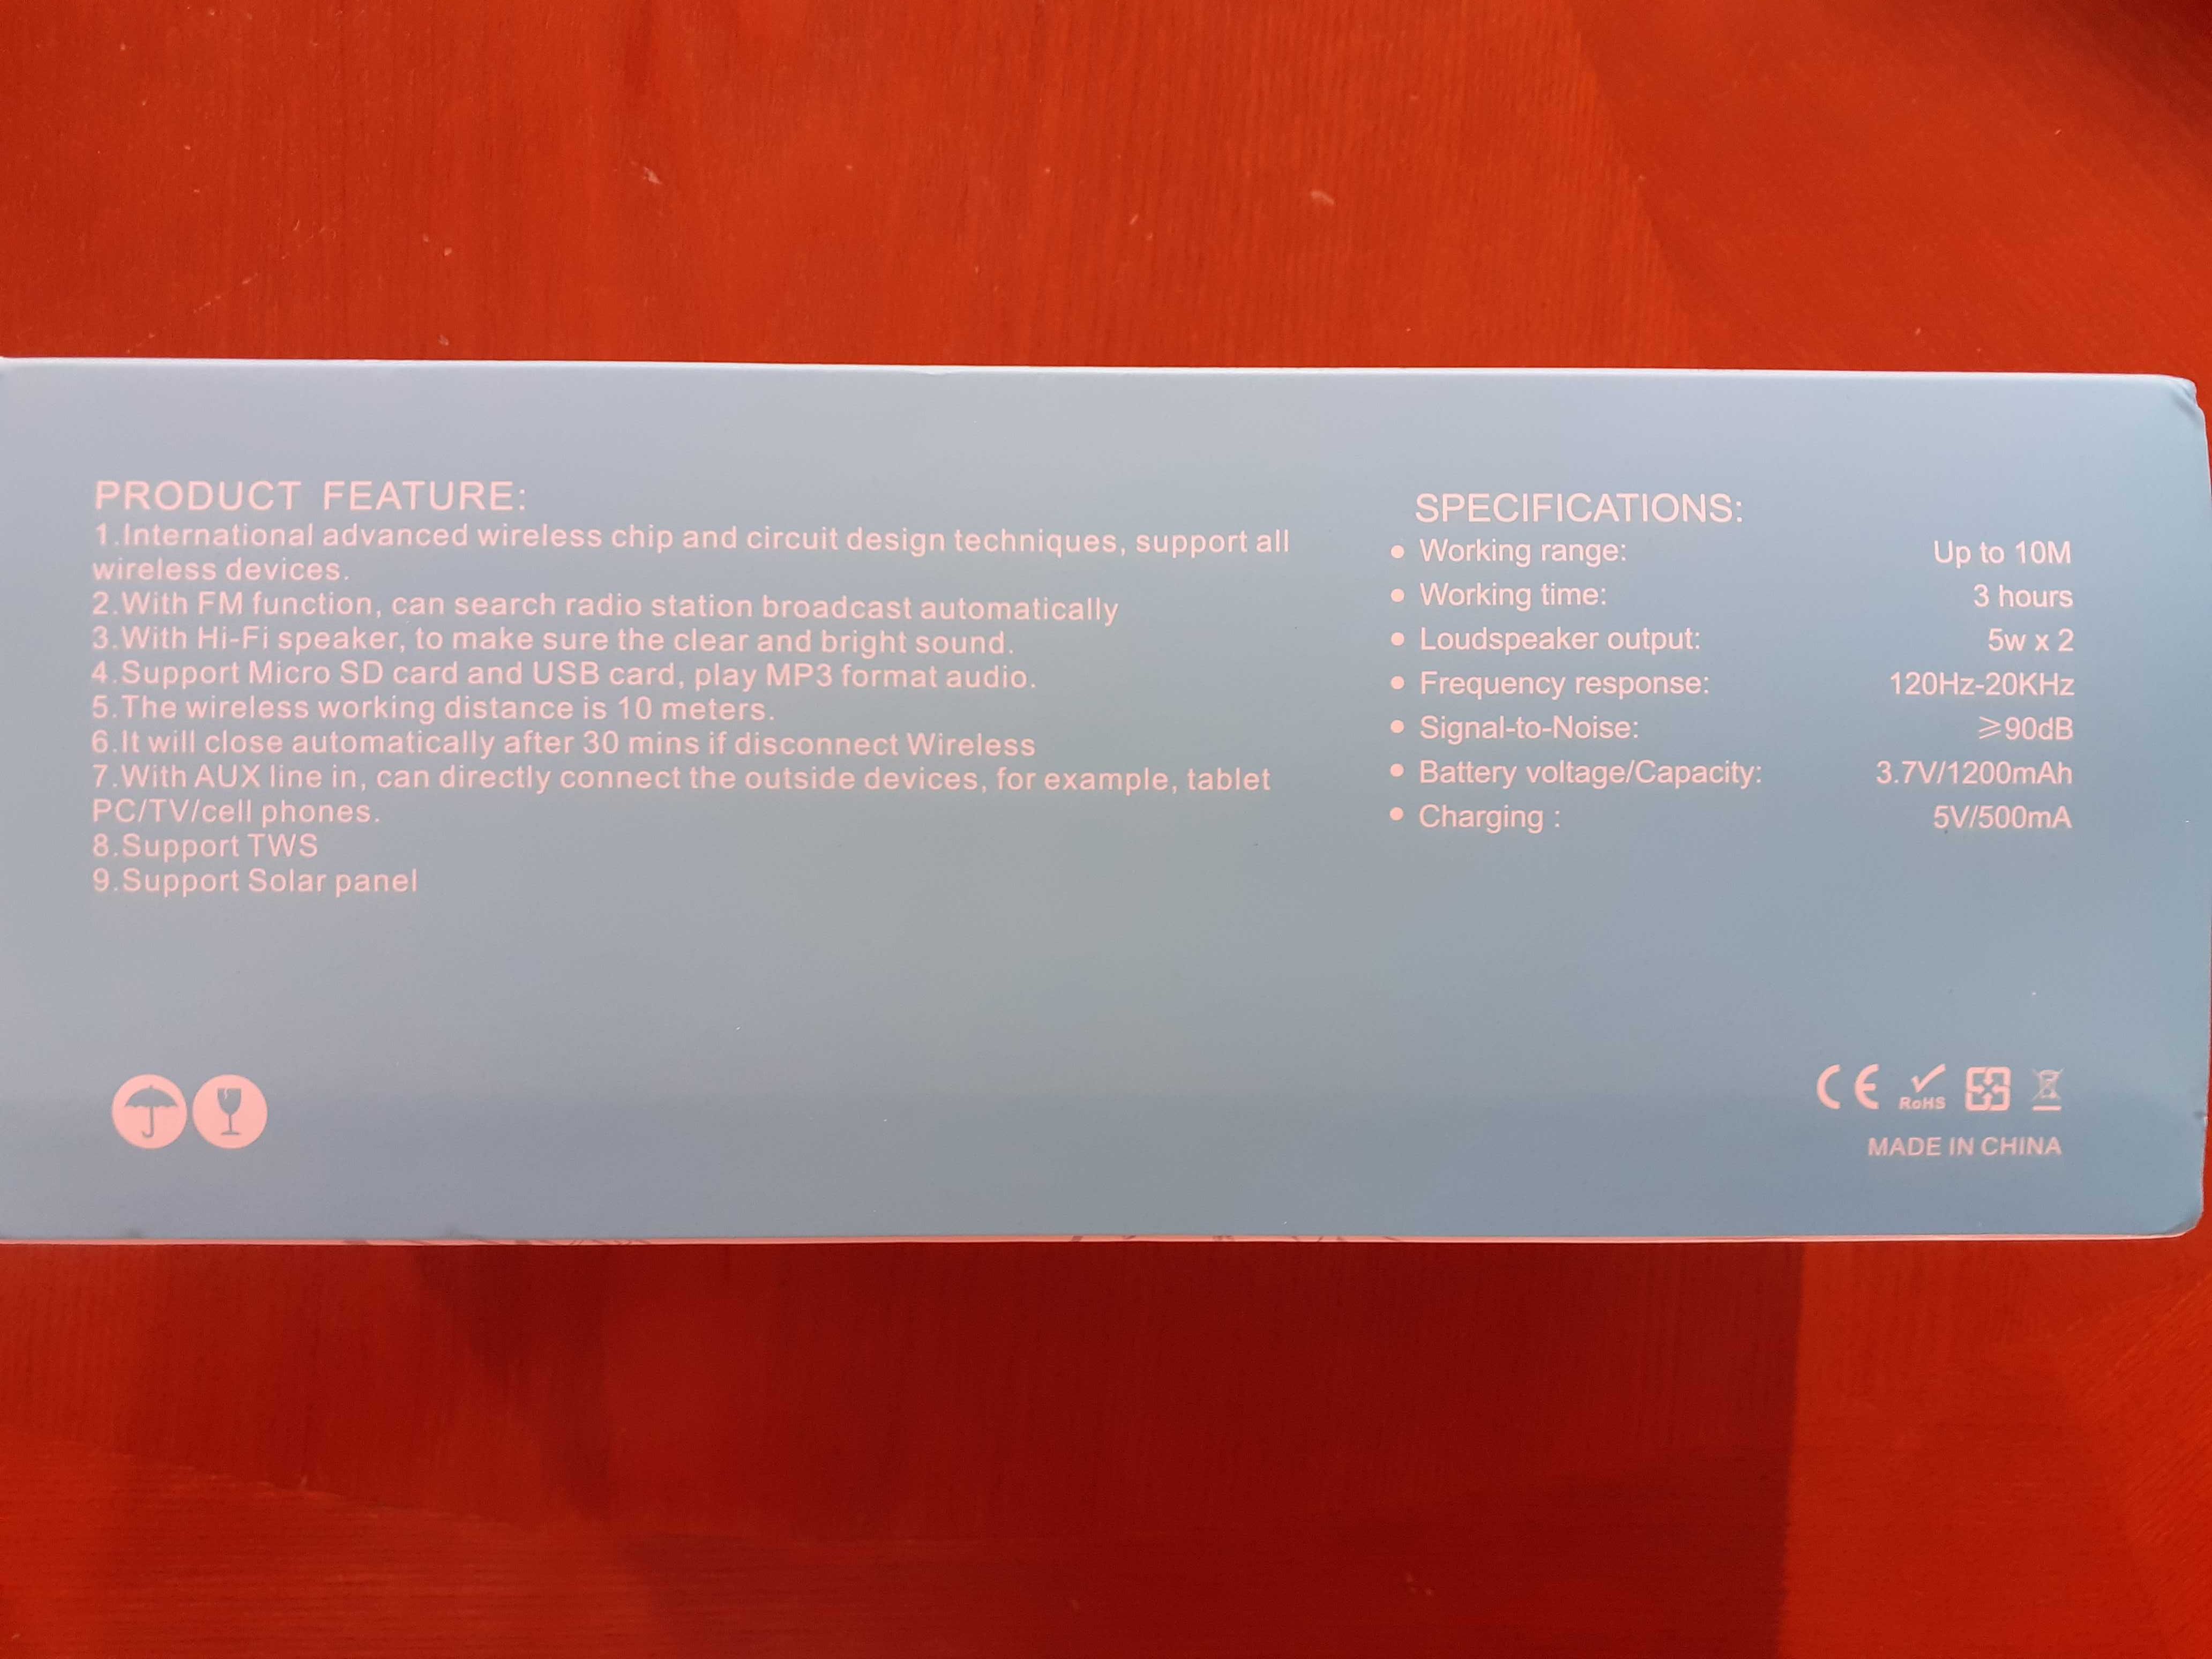 PRODUCT FEATURE:
1.International advanced wireless chip and circuit design techniques, support all
wireless devices.
2.With FM function, can search radio station broadcast automatically
3.With Hi-Fi speaker, to make sure the clear and bright sound.
4.Support Micro SD card and USB card, play MP3 format audio.
5.The wireless working distance is 10 meters.
6.It will close automatically after 30 mins if disconnect Wireless
7.With AUX line in, can directly connect the outside devices, for example, tablet
PC/TV/cell phones.
8.Support TWS
9.Support Solar panel
SPECIFICATIONS:
• Working range: Up to 10M
• Working time: 3 hours
• Loudspeaker output: 5w x 2
• Frequency response: 120Hz-20KHz
• Signal-to-Noise: ⩾90dB
• Battery voltage/Capacity: 3.7V/1200mAh
• Charging : 5V/500mA
CE RoHS
MADE IN CHINA